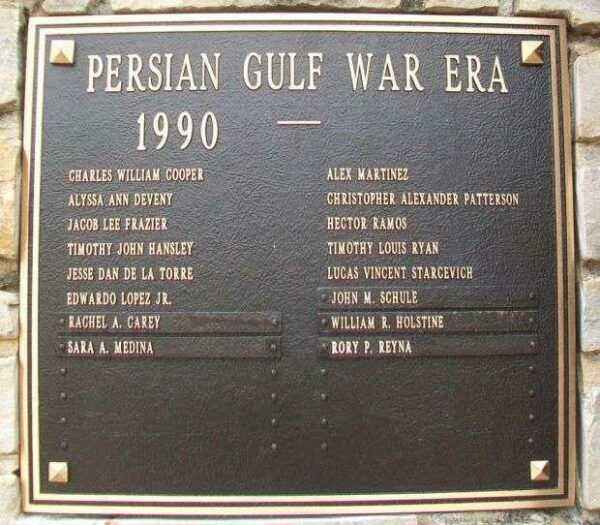 PERSIAN GULF WAR ERA
1990 —
CHARLES WILLIAM COOPER
ALYSSA ANN DEVENY
JACOB LEE FRAZIER
TIMOTHY JOHN HANSLEY
JESSE DAN DE LA TORRE
EDWARDO LOPEZ JR.
RACHEL A. CAREY
SARA A. MEDINA
ALEX MARTINEZ
CHRISTOPHER ALEXANDER PATTERSON
HECTOR RAMOS
TIMOTHY LOUIS RYAN
LUCAS VINCENT STARCEVICH
JOHN M. SCHULE
WILLIAM R. HOLSTINE
RORY P. REYNA